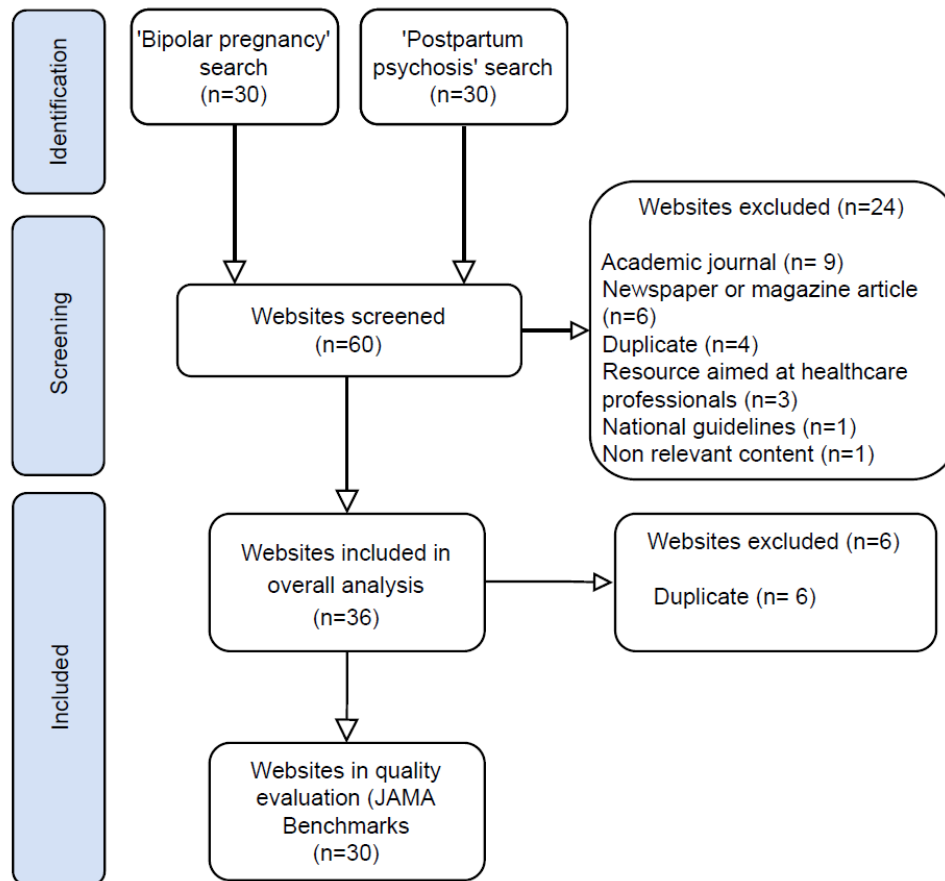 Identification
'Bipolar pregnancy'
search
(n=30)
'Postpartum
psychosis' search
(n=30)
Screening
Websites screened
(n=60)
Websites excluded (n=24)
Academic journal (n= 9)
Newspaper or magazine article
(n=6)
Duplicate (n=4)
Resource aimed at healthcare
professionals (n=3)
National guidelines (n=1)
Non relevant content (n=1)
Included
Websites included in
overall analysis
(n=36)
Websites excluded (n=6)
Duplicate (n= 6)
Websites in quality
evaluation (JAMA
Benchmarks
(n=30)